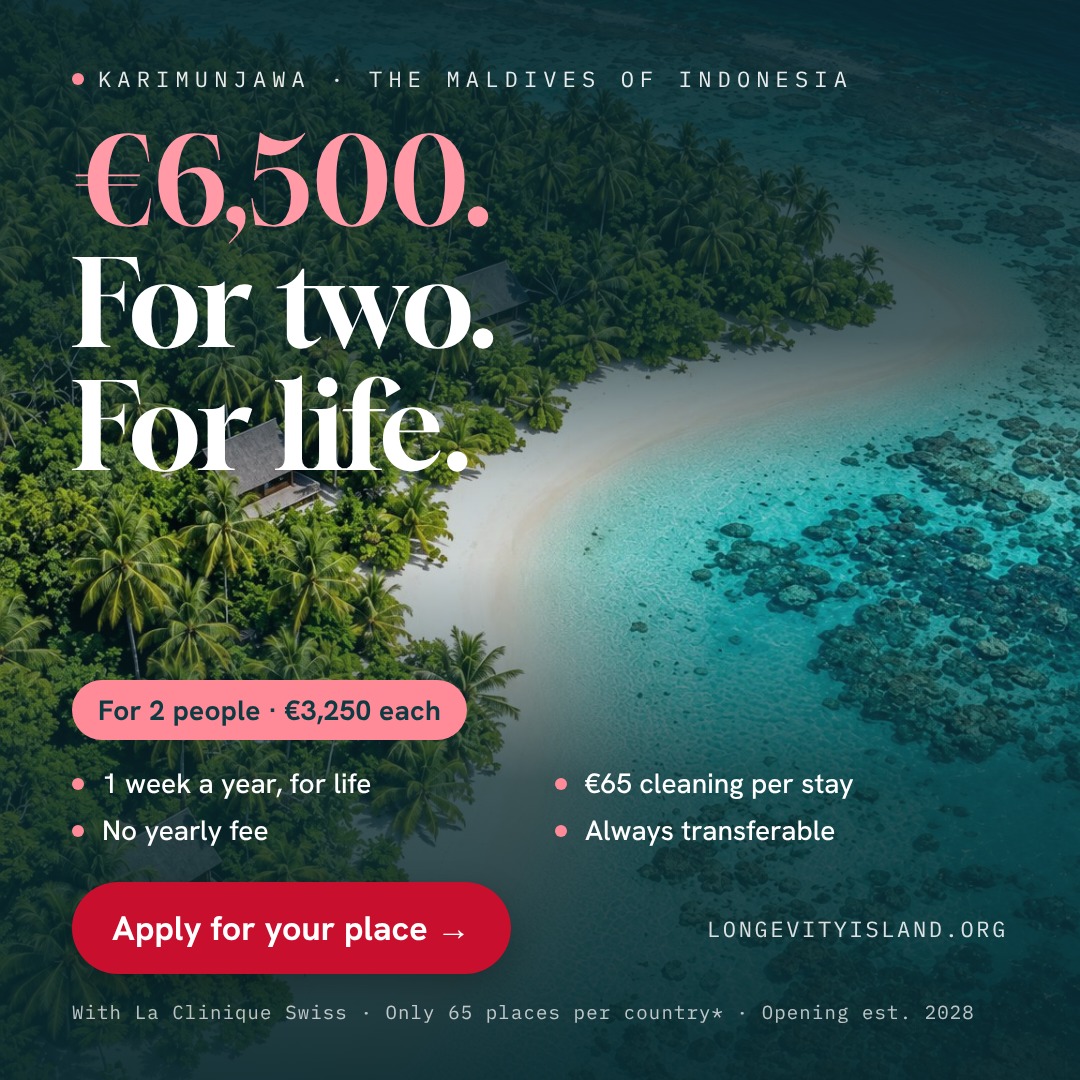 KARIMUNJAWA · THE MALDIVES OF INDONESIA
€6,500.
For two.
For life.
For 2 people · €3,250 each
1 week a year, for life
€65 cleaning per stay
No yearly fee
Always transferable
Apply for your place →
LONGEVITYISLAND.ORG
With La Clinique Swiss · Only 65 places per country* · Opening est. 2028